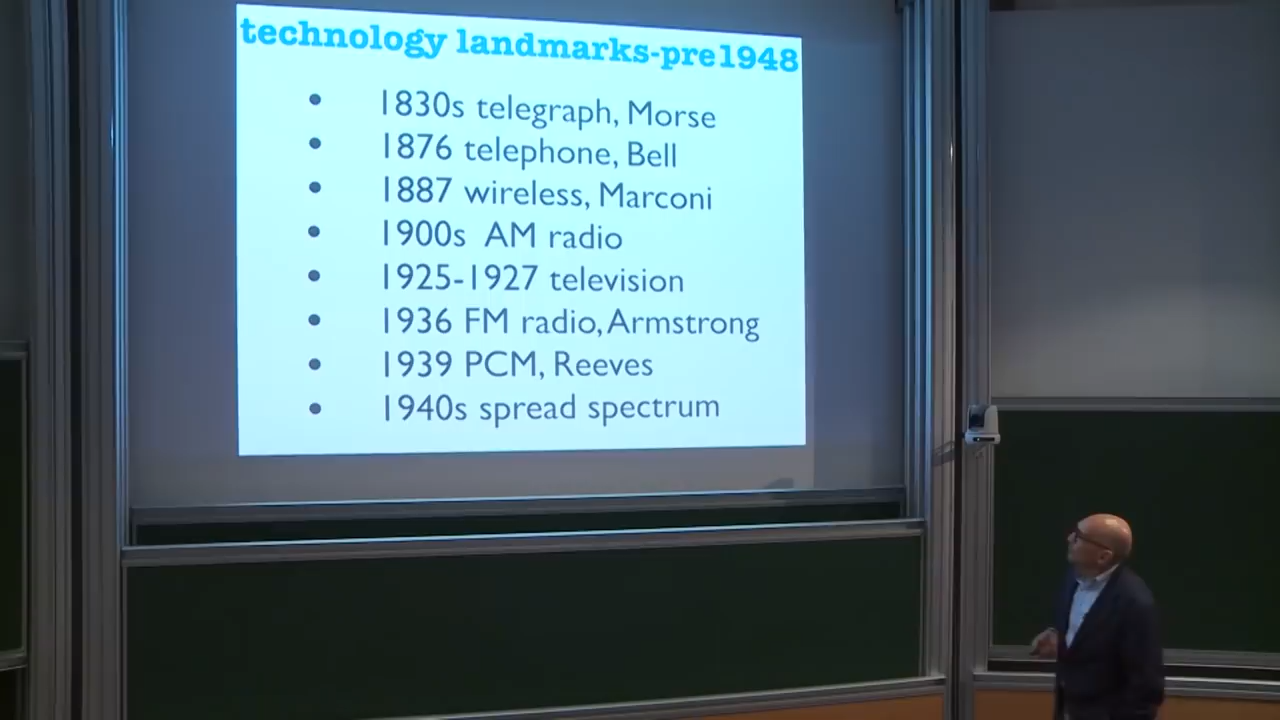 technology landmarks-pre1948
• 1830s telegraph, Morse
• 1876 telephone, Bell
• 1887 wireless, Marconi
• 1900s AM radio
• 1925-1927 television
• 1936 FM radio, Armstrong
• 1939 PCM, Reeves
• 1940s spread spectrum